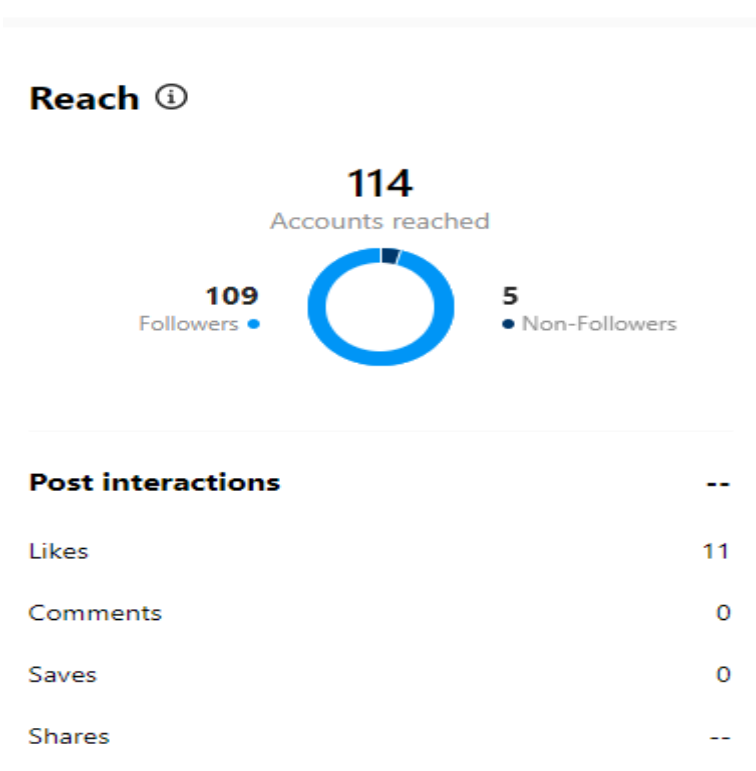 Reach
114
Accounts reached
109
Followers
5
Non-Followers
Post interactions --
Likes 11
Comments 0
Saves 0
Shares --